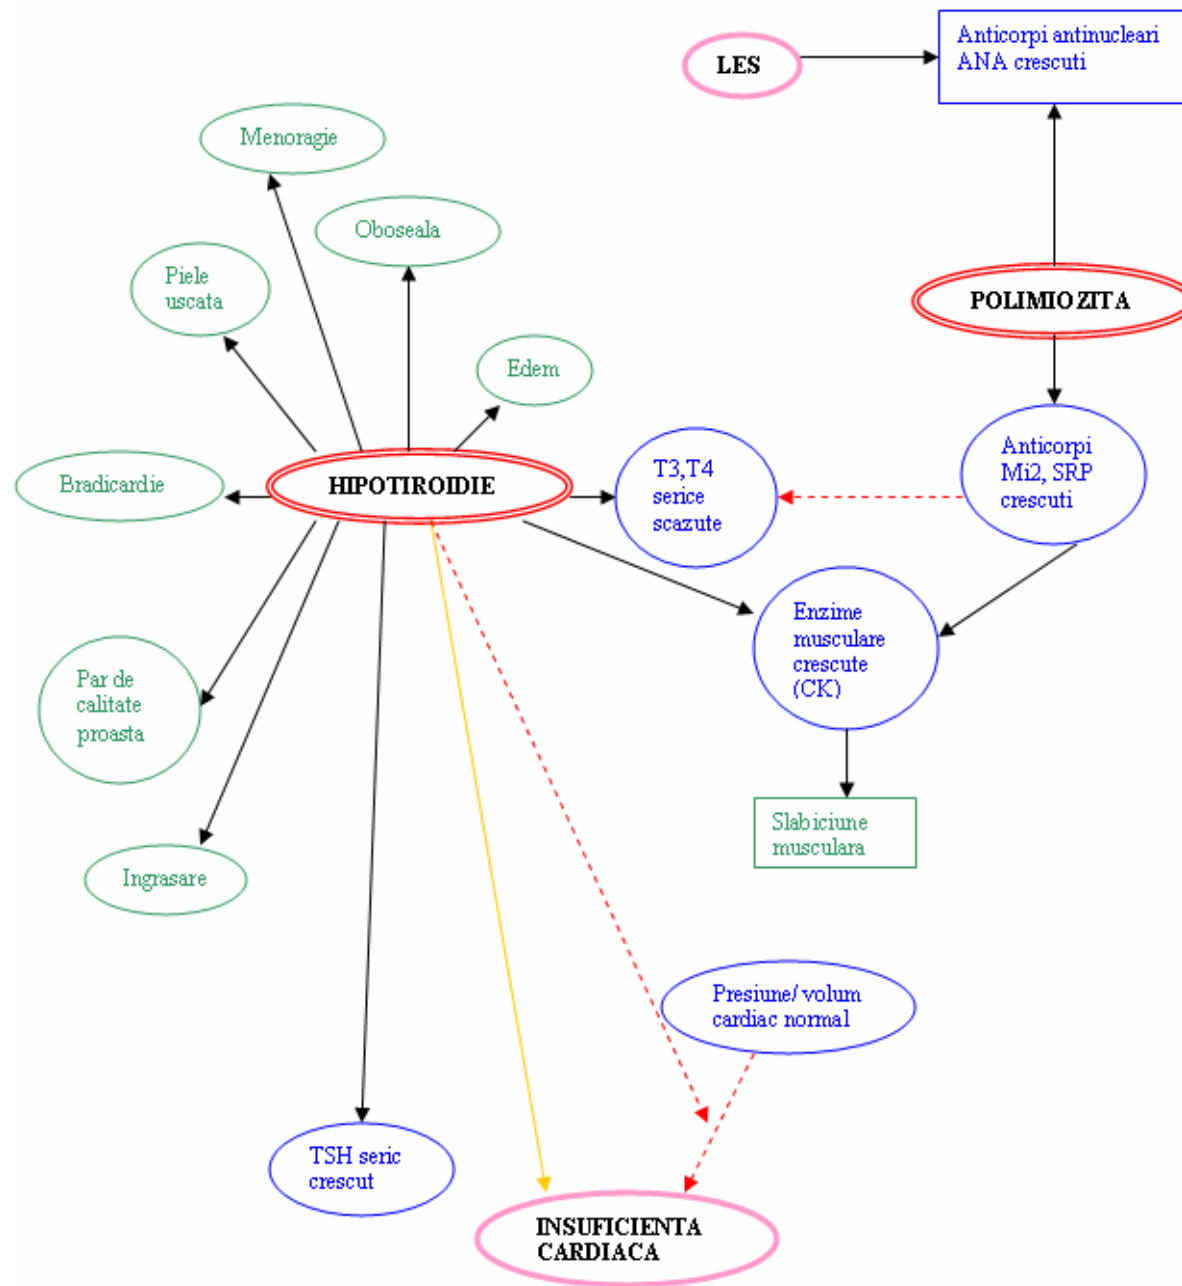 Anticorpi antinucleari
ANA crescuti
LES
Menoragie
Oboseala
Piele
uscata
POLIMIOZITA
Edem
Bradicardie
HIPOTIROIDIE
T3,T4
serice
scazute
Anticorpi
Mi2, SRP
crescuti
Enzime
musculare
crescute
(CK)
Par de
calitate
proasta
Slabiciune
musculara
Ingrasare
Presiune/ volum
cardiac normal
TSH seric
crescut
INSUFICIENTA
CARDIACA